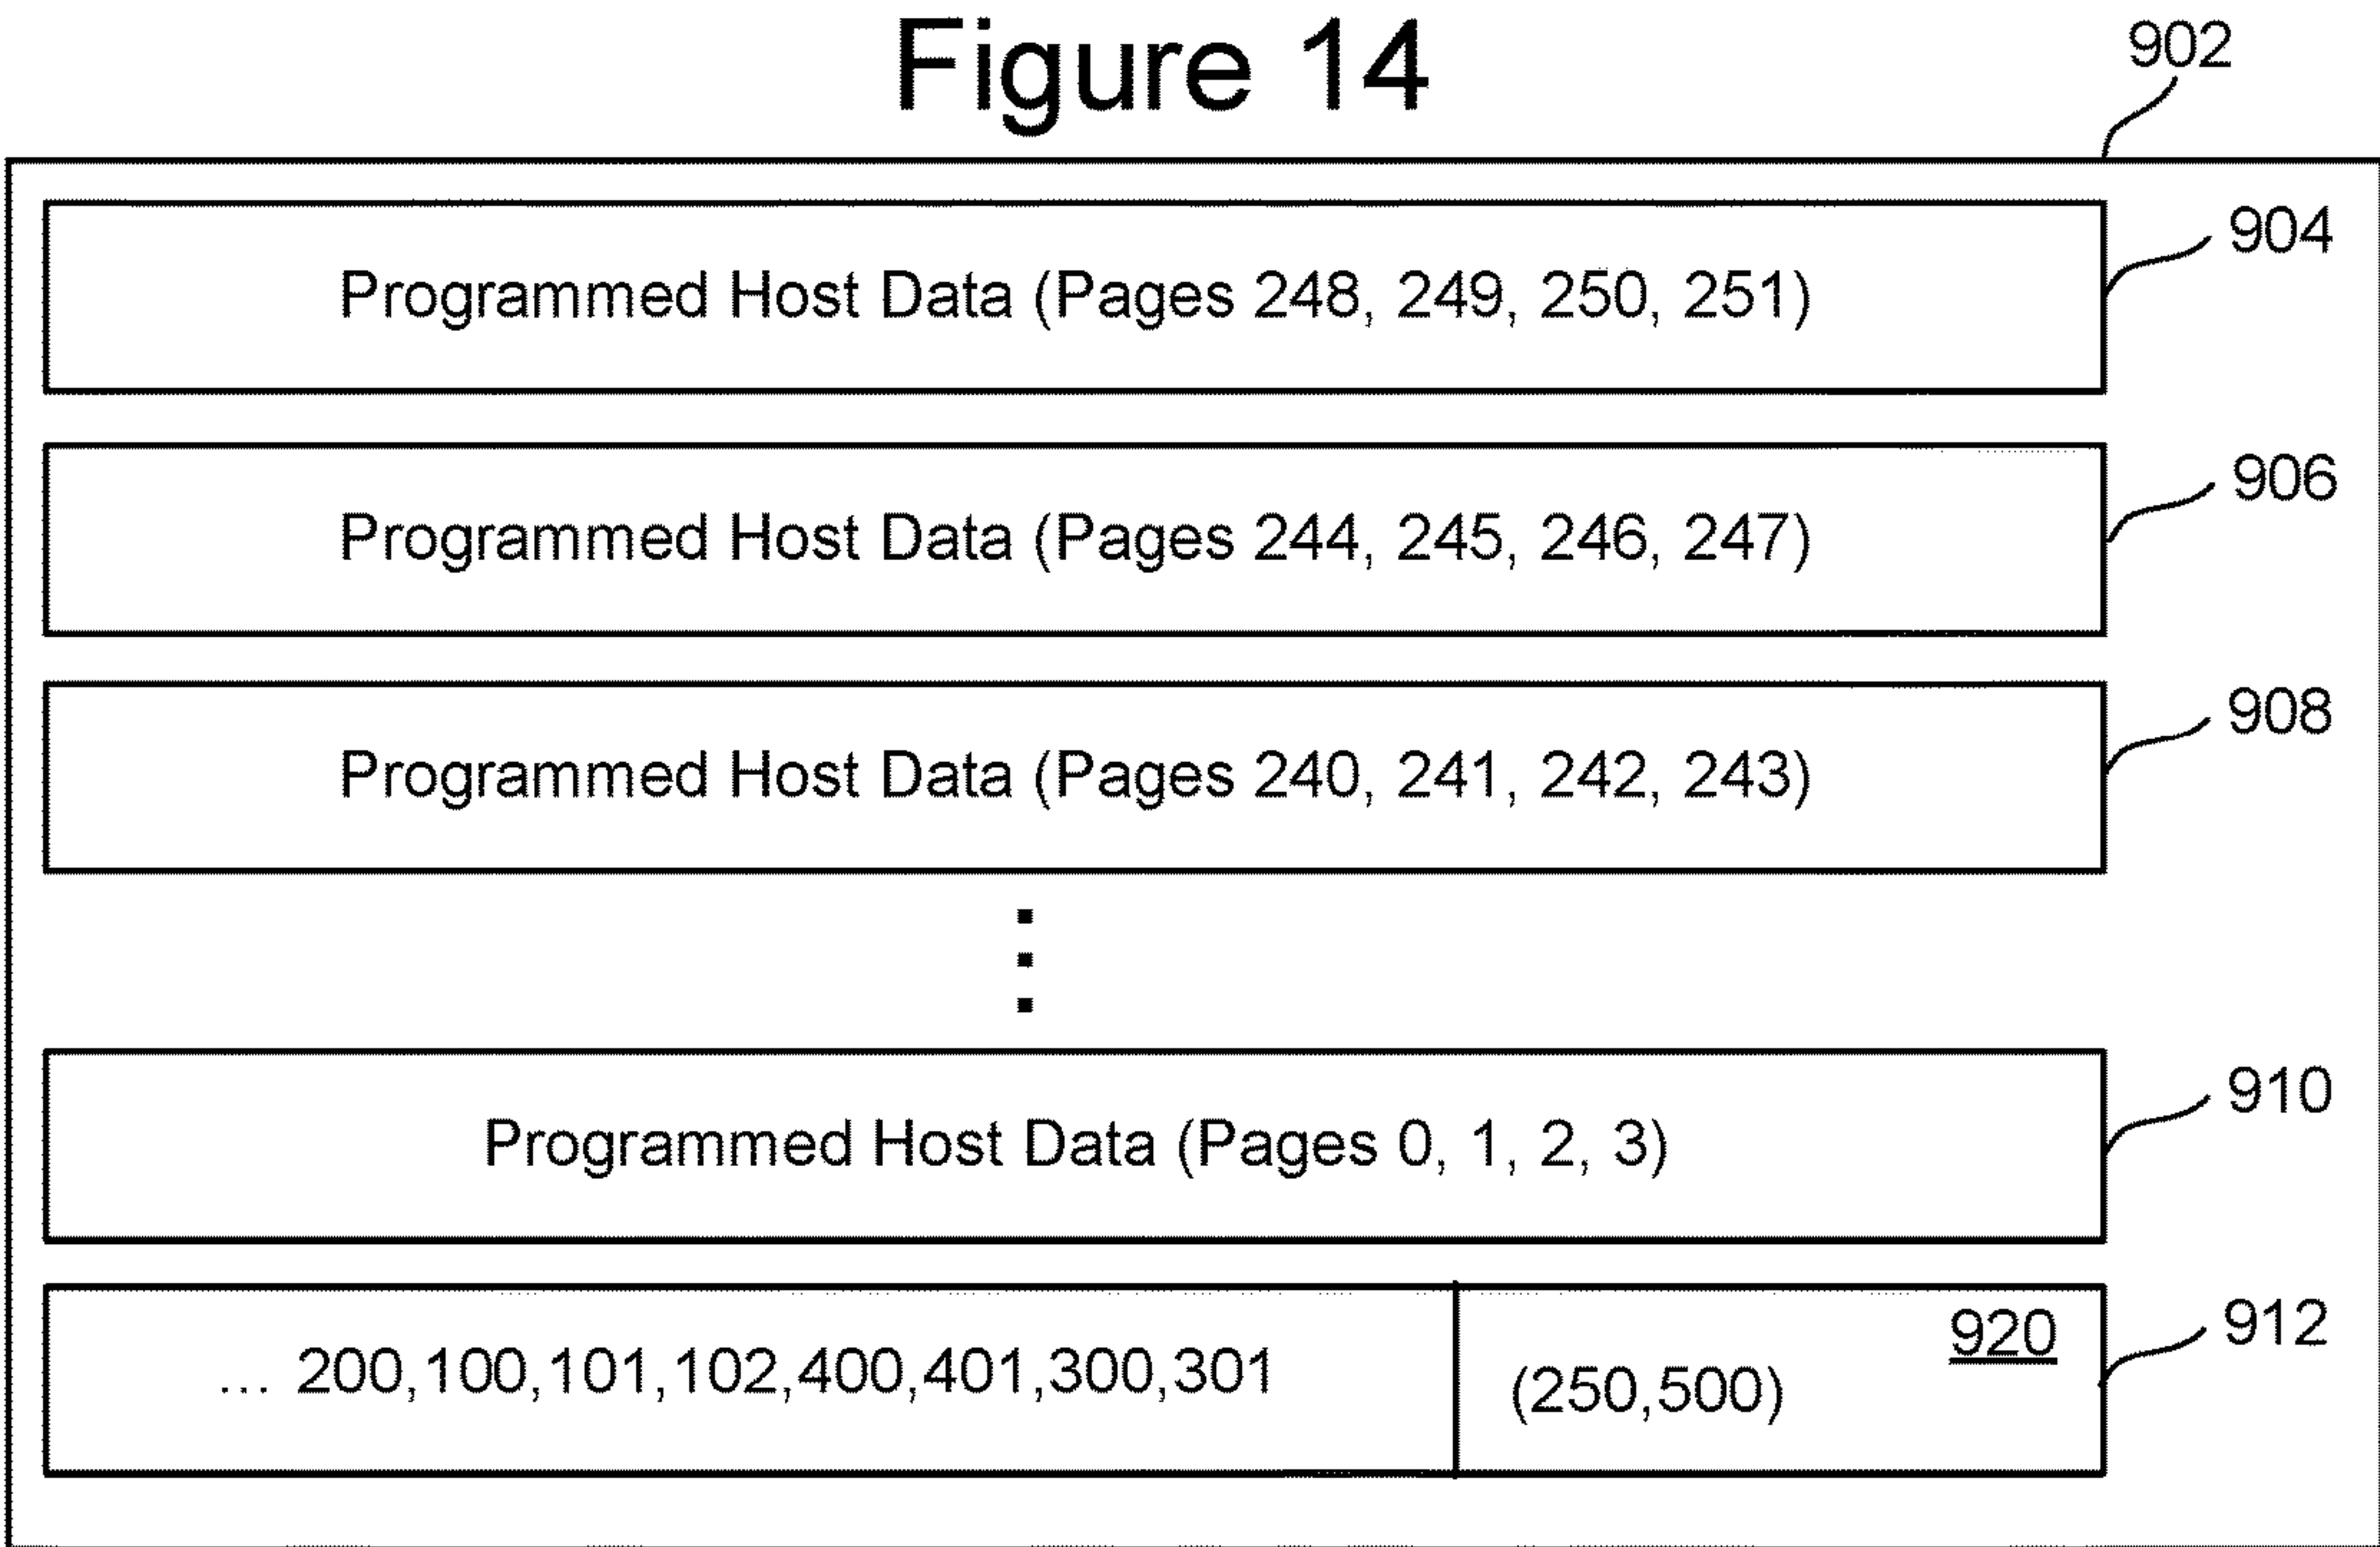 Figure 14
902
Programmed Host Data (Pages 248, 249, 250, 251)
904
Programmed Host Data (Pages 244, 245, 246, 247)
906
Programmed Host Data (Pages 240, 241, 242, 243)
908
Programmed Host Data (Pages 0, 1, 2, 3)
910
... 200,100,101,102,400,401,300,301
(250,500)
920
912